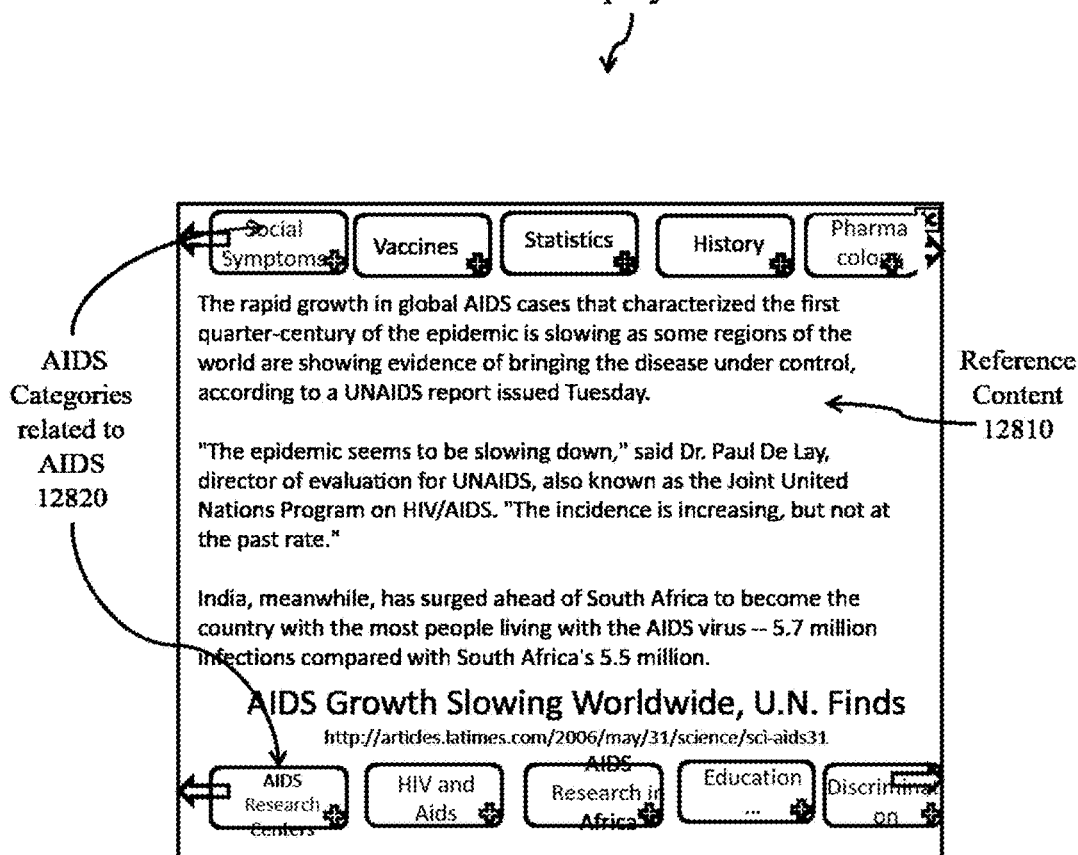 Social
Symptoms
Vaccines
Statistics
History
Pharma
cology
The rapid growth in global AIDS cases that characterized the first
quarter-century of the epidemic is slowing as some regions of the
world are showing evidence of bringing the disease under control,
according to a UNAIDS report issued Tuesday.
"The epidemic seems to be slowing down," said Dr. Paul De Lay,
director of evaluation for UNAIDS, also known as the Joint United
Nations Program on HIV/AIDS. "The incidence is increasing, but not at
the past rate."
India, meanwhile, has surged ahead of South Africa to become the
country with the most people living with the AIDS virus -- 5.7 million
infections compared with South Africa's 5.5 million.
AIDS Growth Slowing Worldwide, U.N. Finds
http://articles.latimes.com/2006/may/31/science/sci-aids31
AIDS
Research
Centers
HIV and
Aids
AIDS
Research in
Africa
Education
...
Discriminati
on
AIDS
Categories
related to
AIDS
12820
Reference
Content
12810